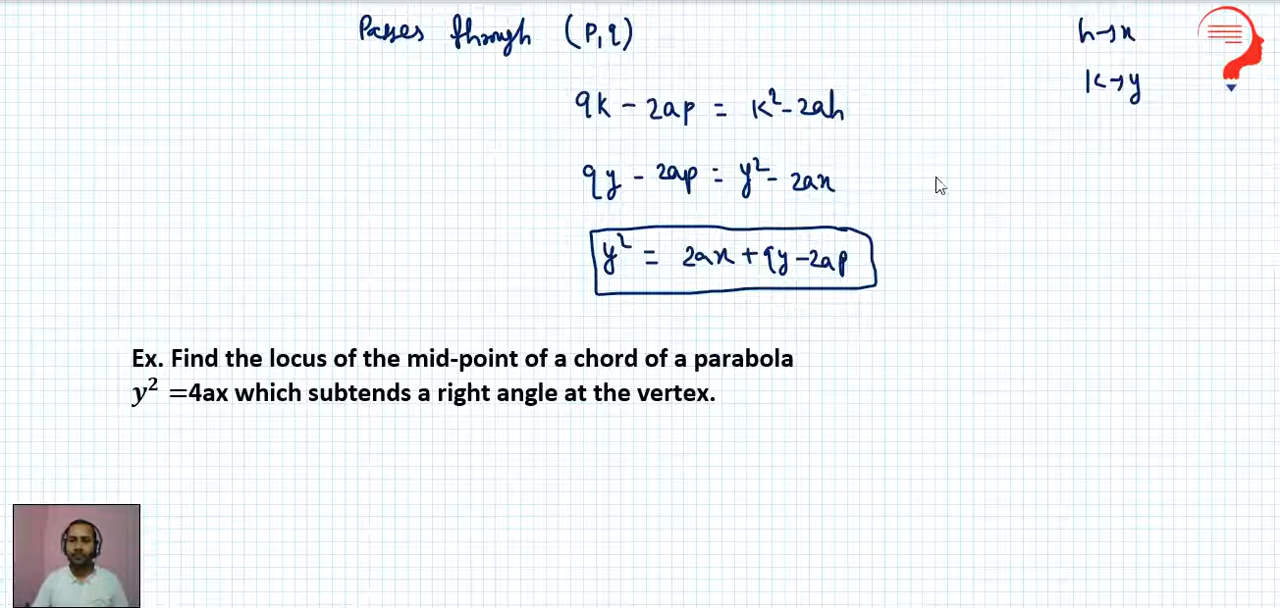 Passes through (P,q)
h→x
k→y
qk - 2ap = k² - 2ah
qy - 2ap = y² - 2ax
y² = 2ax + qy - 2ap
Ex. Find the locus of the mid-point of a chord of a parabola
y² =4ax which subtends a right angle at the vertex.